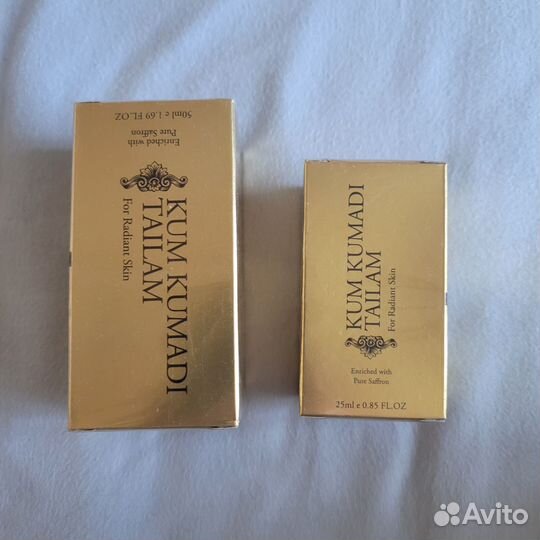 KUM KUMADI
TAILAM
For Radiant Skin
Enriched with
Pure Saffron
50ml e 1.69 FL.OZ
KUM KUMADI
TAILAM
For Radiant Skin
Enriched with
Pure Saffron
25ml e 0.85 FL.OZ
Avito